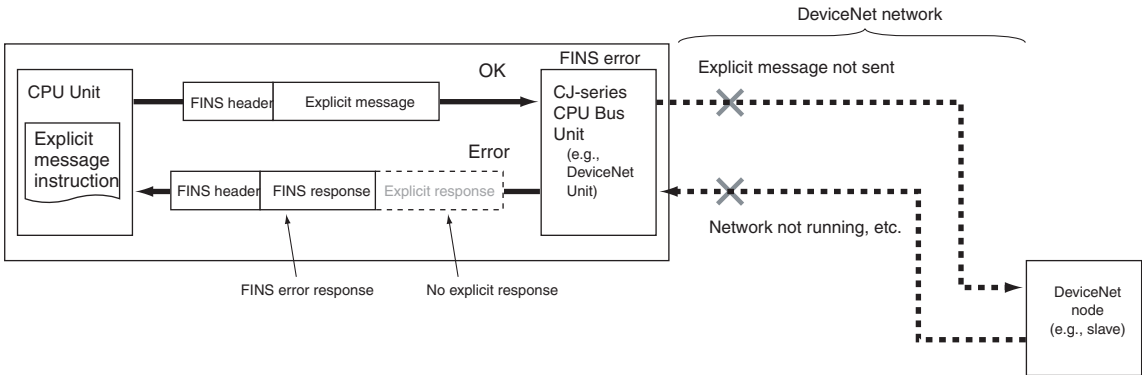 DeviceNet network
FINS error
OK
Explicit message not sent
CPU Unit
FINS header
Explicit message
CJ-series
CPU Bus
Unit
(e.g.,
DeviceNet
Unit)
Explicit
message
instruction
Error
FINS header
FINS response
Explicit response
Network not running, etc.
FINS error response
No explicit response
DeviceNet
node
(e.g., slave)